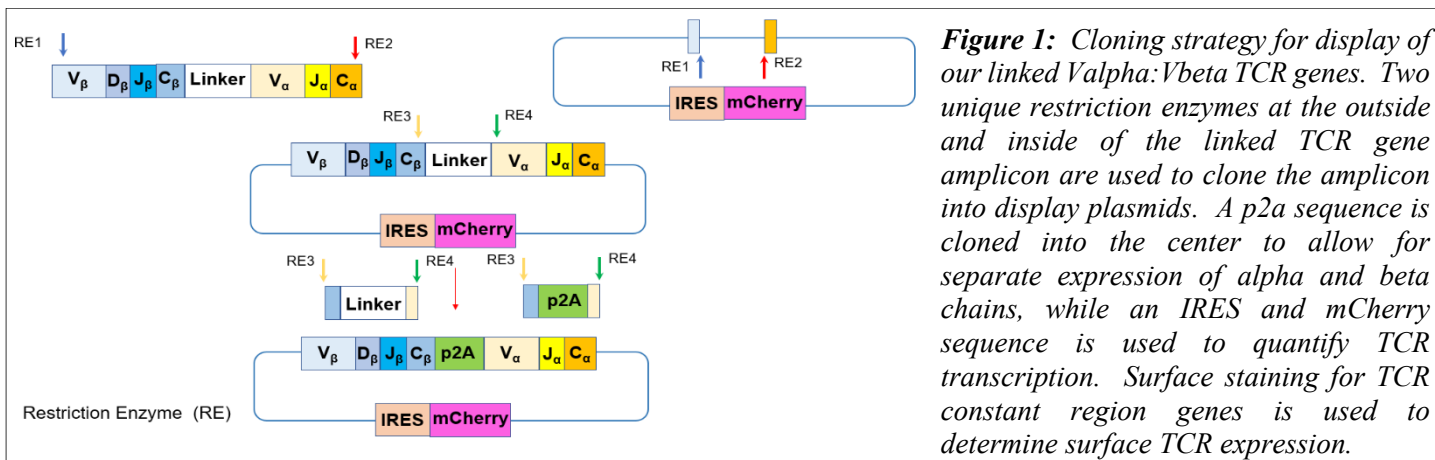 RE1
RE2
Vβ Dβ Jβ Cβ Linker Vα Jα Cα
RE1
RE2
IRES mCherry
RE3
RE4
Vβ Dβ Jβ Cβ Linker Vα Jα Cα
IRES mCherry
RE3 RE4 RE3 RE4
Linker p2A
Vβ Dβ Jβ Cβ p2A Vα Jα Cα
IRES mCherry
Restriction Enzyme (RE)
Figure 1: Cloning strategy for display of
our linked Valpha:Vbeta TCR genes. Two
unique restriction enzymes at the outside
and inside of the linked TCR gene
amplicon are used to clone the amplicon
into display plasmids. A p2a sequence is
cloned into the center to allow for
separate expression of alpha and beta
chains, while an IRES and mCherry
sequence is used to quantify TCR
transcription. Surface staining for TCR
constant region genes is used to
determine surface TCR expression.